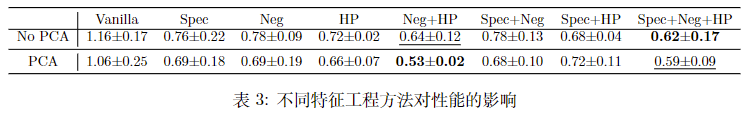 Vanilla Spec Neg HP Neg+HP Spec+Neg Spec+HP Spec+Neg+HP
No PCA 1.16±0.17 0.76±0.22 0.78±0.09 0.72±0.02 0.64±0.12 0.78±0.13 0.68±0.04 0.62±0.17
PCA 1.06±0.25 0.69±0.18 0.69±0.19 0.66±0.07 0.53±0.02 0.68±0.10 0.72±0.11 0.59±0.09
表 3: 不同特征工程方法对性能的影响